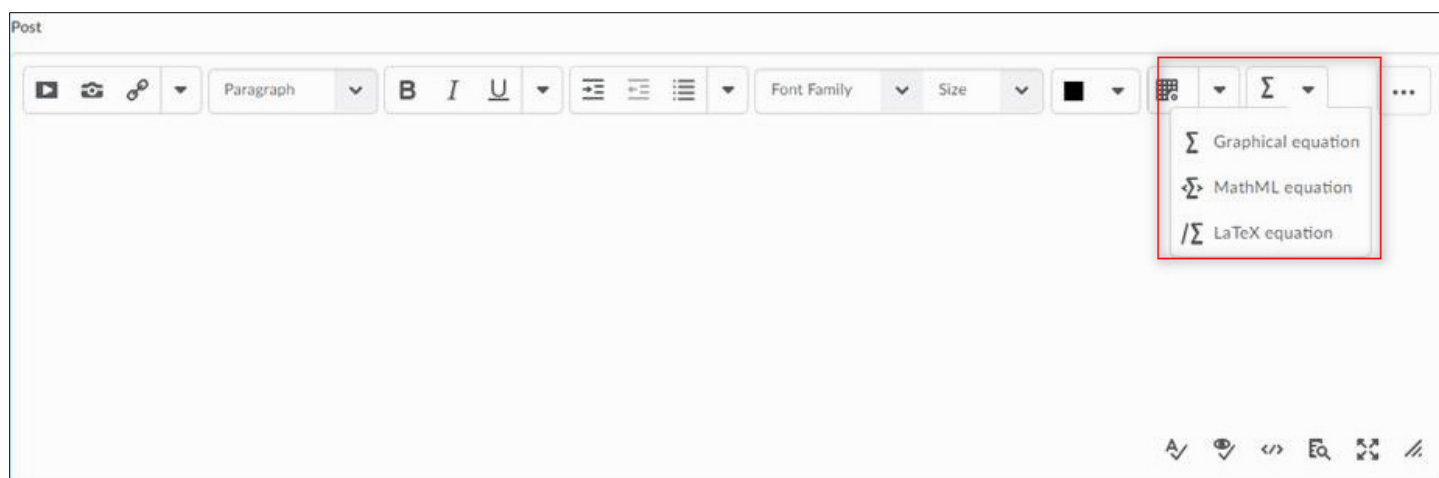 Post
Paragraph B I U Font Family Size Σ ...
Σ Graphical equation
<Σ> MathML equation
/Σ LaTeX equation
A </>